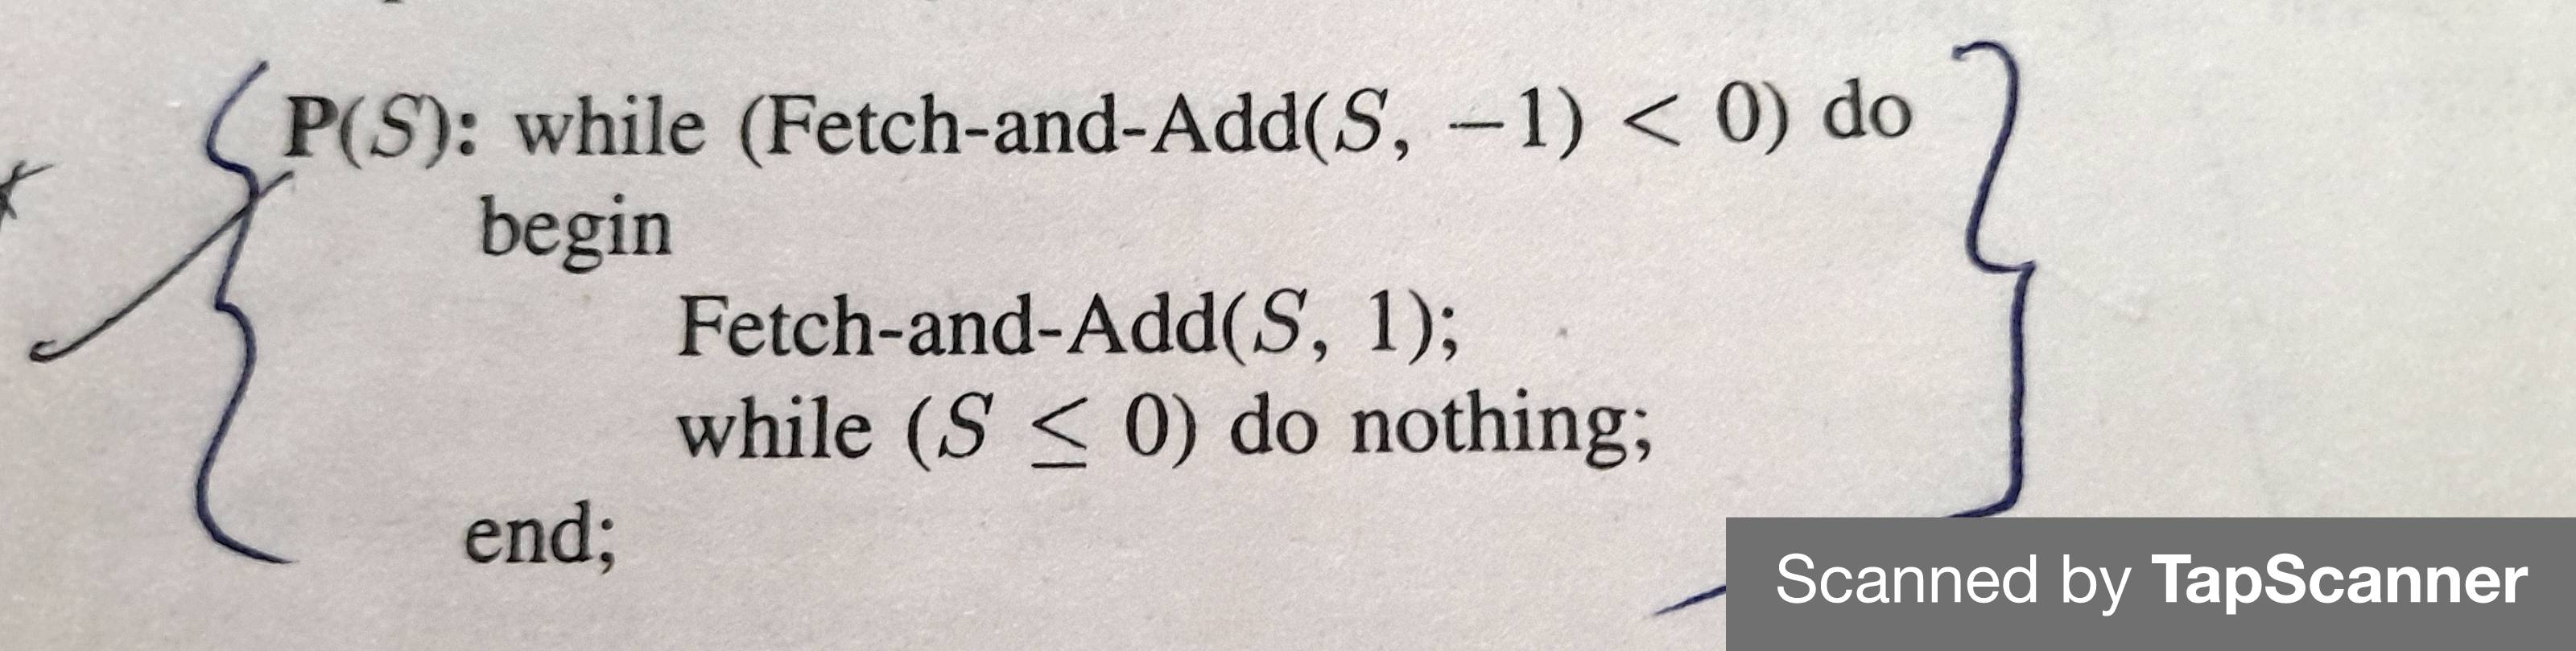 P(S): while (Fetch-and-Add(S, −1) < 0) do
begin
Fetch-and-Add(S, 1);
while (S ≤ 0) do nothing;
end;
Scanned by TapScanner